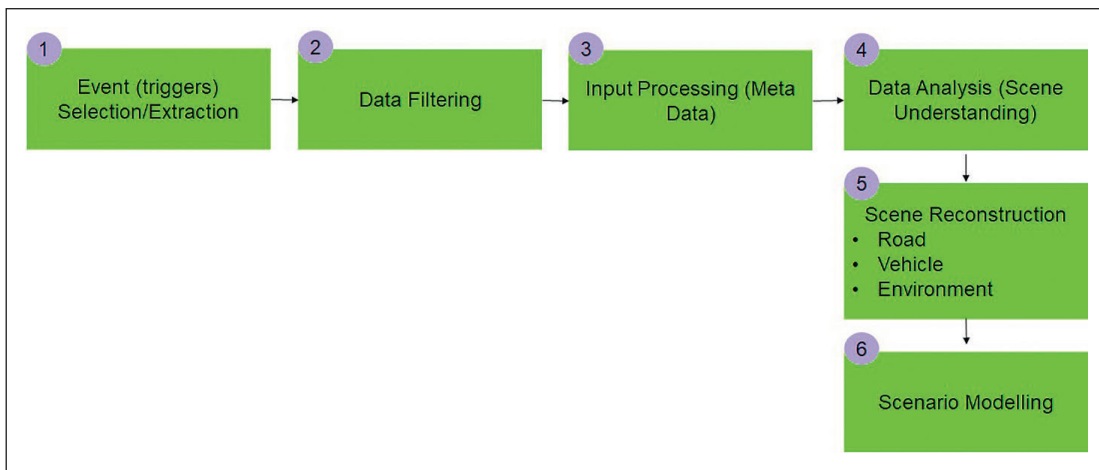 1
Event (triggers)
Selection/Extraction
2
Data Filtering
3
Input Processing (Meta
Data)
4
Data Analysis (Scene
Understanding)
5
Scene Reconstruction
• Road
• Vehicle
• Environment
6
Scenario Modelling